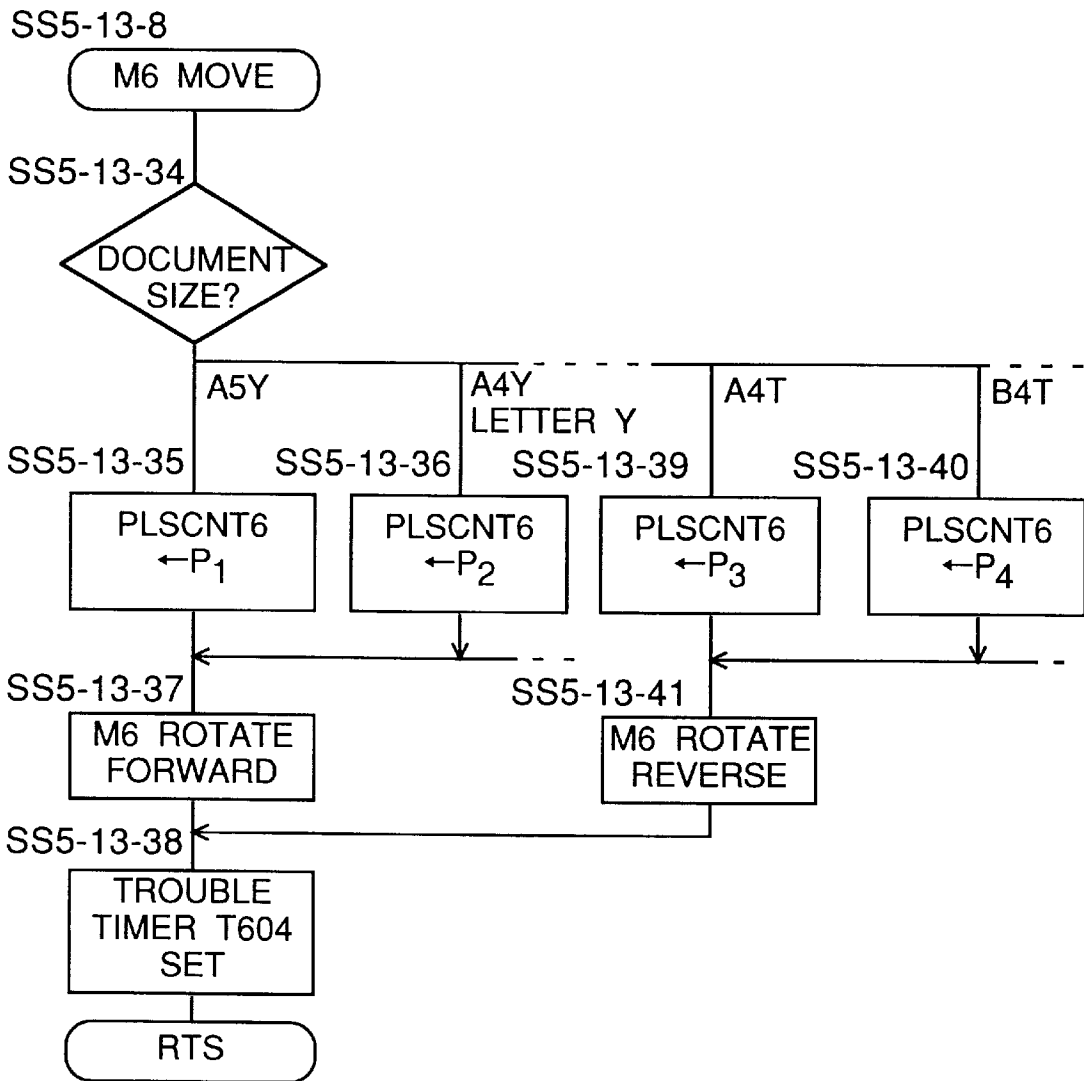 SS5-13-8
M6 MOVE
SS5-13-34
DOCUMENT
SIZE?
A5Y
A4Y
LETTER Y
A4T
B4T
SS5-13-35
SS5-13-36
SS5-13-39
SS5-13-40
PLSCNT6
←P1
PLSCNT6
←P2
PLSCNT6
←P3
PLSCNT6
←P4
SS5-13-37
SS5-13-41
M6 ROTATE
FORWARD
M6 ROTATE
REVERSE
SS5-13-38
TROUBLE
TIMER T604
SET
RTS